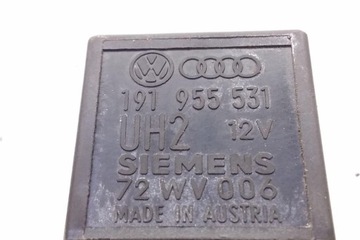 191 955 531
UH2 12V
SIEMENS
72 WV 006
MADE IN AUSTRIA